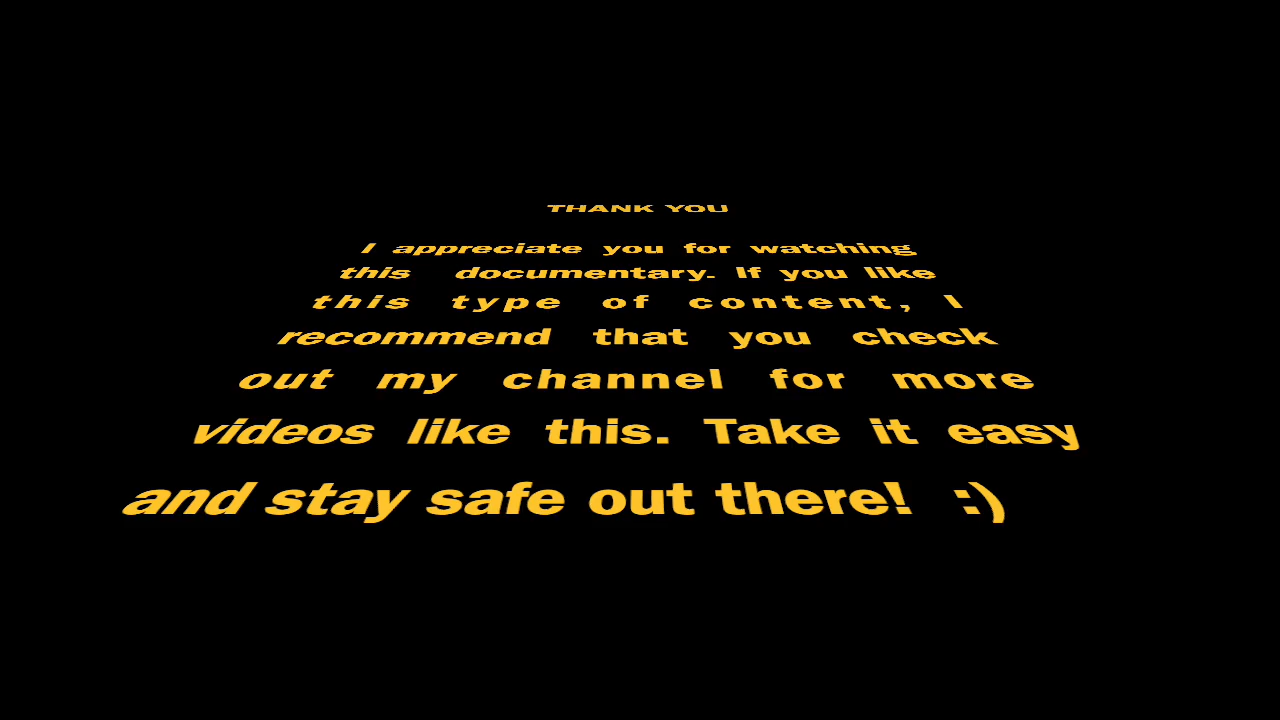 THANK YOU
I appreciate you for watching
this documentary. If you like
this type of content, I
recommend that you check
out my channel for more
videos like this. Take it easy
and stay safe out there! :)